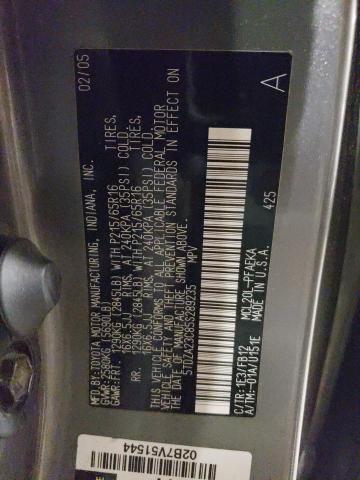 02/05
MFD. BY: TOYOTA MOTOR MANUFACTURING, INDIANA, INC.
GVWR: 2580KG (5690LB)
GAWR: FRT. 1290KG (2845LB) WITH P215/65R16 TIRES,
16X6.5JJ RIMS, AT 240KPA (35PSI) COLD.
RR. 1290KG (2845LB) WITH P215/65R16 TIRES,
16X6.5JJ RIMS, AT 240KPA (35PSI) COLD.
THIS VEHICLE CONFORMS TO ALL APPLICABLE FEDERAL MOTOR
VEHICLE SAFETY AND THEFT PREVENTION STANDARDS IN EFFECT ON
THE DATE OF MANUFACTURE SHOWN ABOVE.
5TDZA23C85S289235 MPV
A
C/TR: 1E3/FB12 MCL20L-PFAEKA 425
A/TM: -01A/U151E MADE IN U.S.A.
02B7V51544